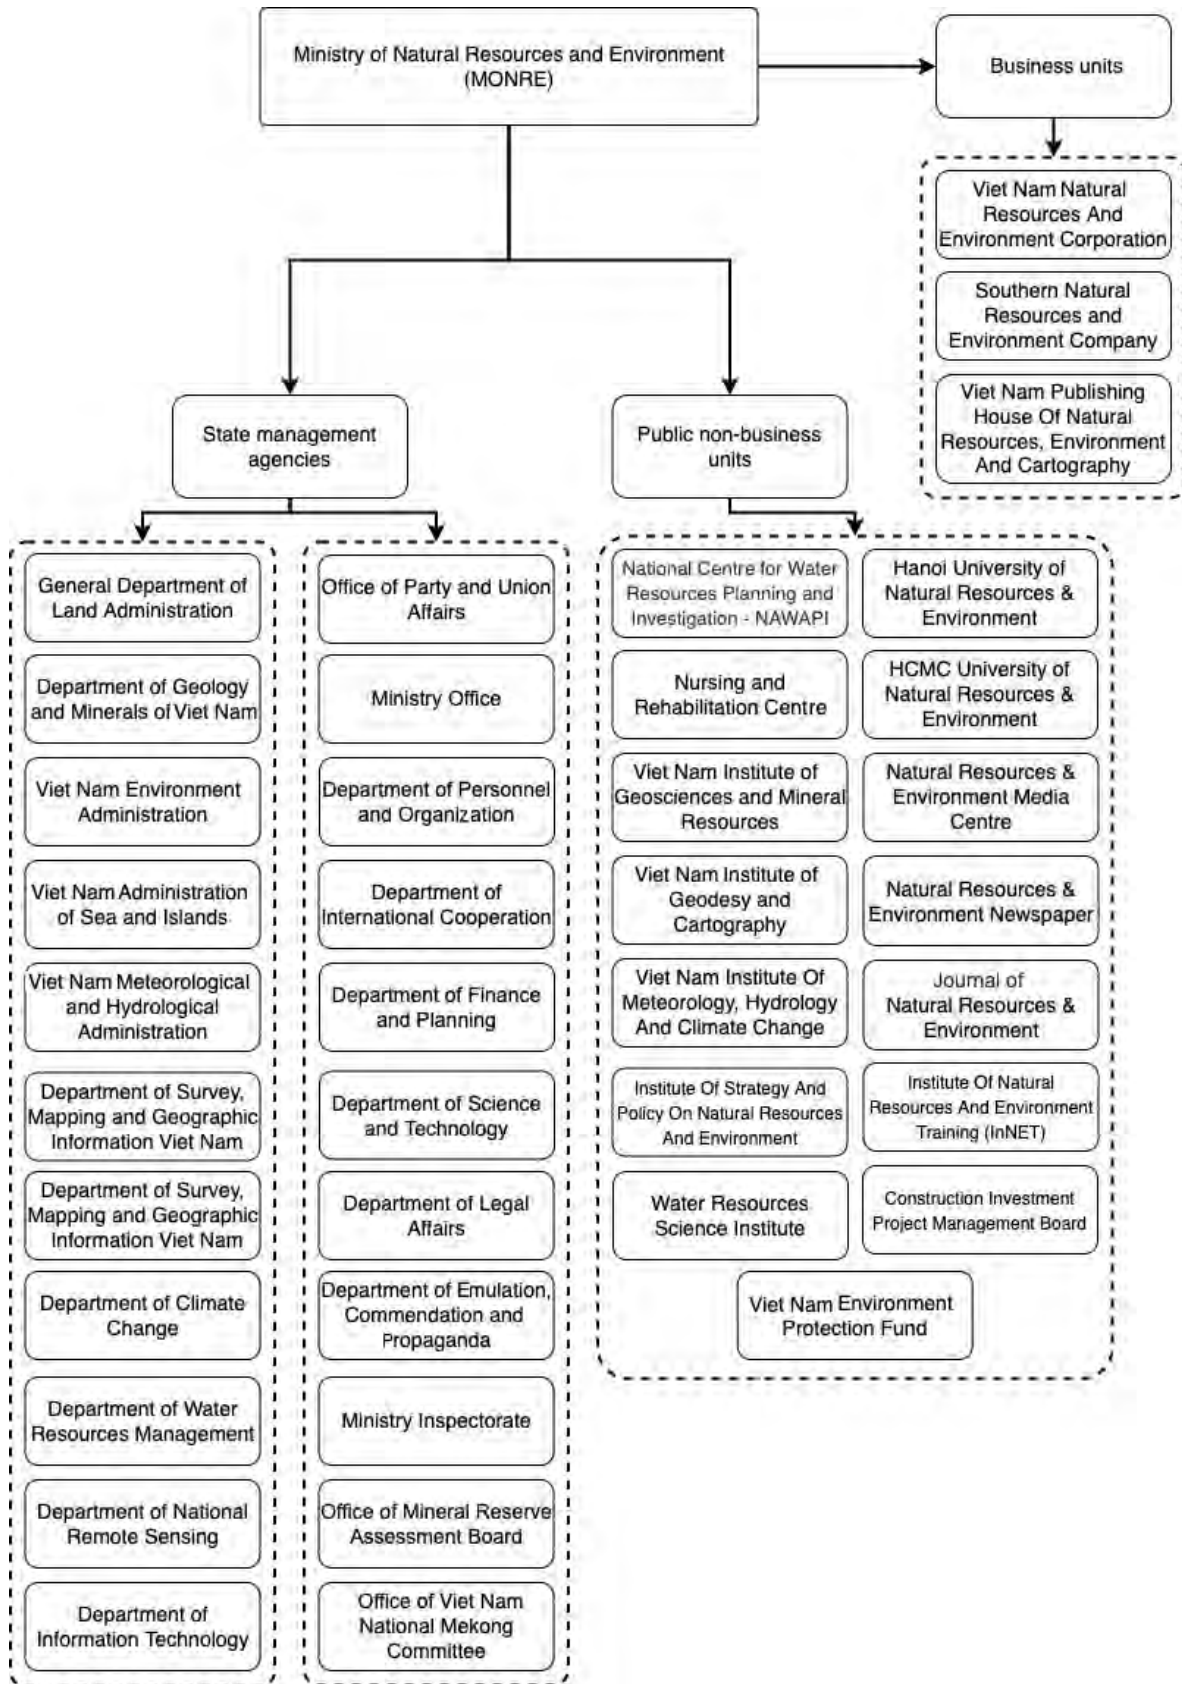 Ministry of Natural Resources and Environment
(MONRE)
Business units
Viet Nam Natural
Resources And
Environment Corporation
Southern Natural
Resources and
Environment Company
Viet Nam Publishing
House Of Natural
Resources, Environment
And Cartography
State management
agencies
Public non-business
units
General Department of
Land Administration
Department of Geology
and Minerals of Viet Nam
Viet Nam Environment
Administration
Viet Nam Administration
of Sea and Islands
Viet Nam Meteorological
and Hydrological
Administration
Department of Survey,
Mapping and Geographic
Information Viet Nam
Department of Survey,
Mapping and Geographic
Information Viet Nam
Department of Climate
Change
Department of Water
Resources Management
Department of National
Remote Sensing
Department of
Information Technology
Office of Party and Union
Affairs
Ministry Office
Department of Personnel
and Organization
Department of
International Cooperation
Department of Finance
and Planning
Department of Science
and Technology
Department of Legal
Affairs
Department of Emulation,
Commendation and
Propaganda
Ministry Inspectorate
Office of Mineral Reserve
Assessment Board
Office of Viet Nam
National Mekong
Committee
National Centre for Water
Resources Planning and
Investigation - NAWAPI
Nursing and
Rehabilitation Centre
Viet Nam Institute of
Geosciences and Mineral
Resources
Viet Nam Institute of
Geodesy and
Cartography
Viet Nam Institute Of
Meteorology, Hydrology
And Climate Change
Institute Of Strategy And
Policy On Natural Resources
And Environment
Water Resources
Science Institute
Hanoi University of
Natural Resources &
Environment
HCMC University of
Natural Resources &
Environment
Natural Resources &
Environment Media
Centre
Natural Resources &
Environment Newspaper
Journal of
Natural Resources &
Environment
Institute Of Natural
Resources And Environment
Training (InNET)
Construction Investment
Project Management Board
Viet Nam Environment
Protection Fund